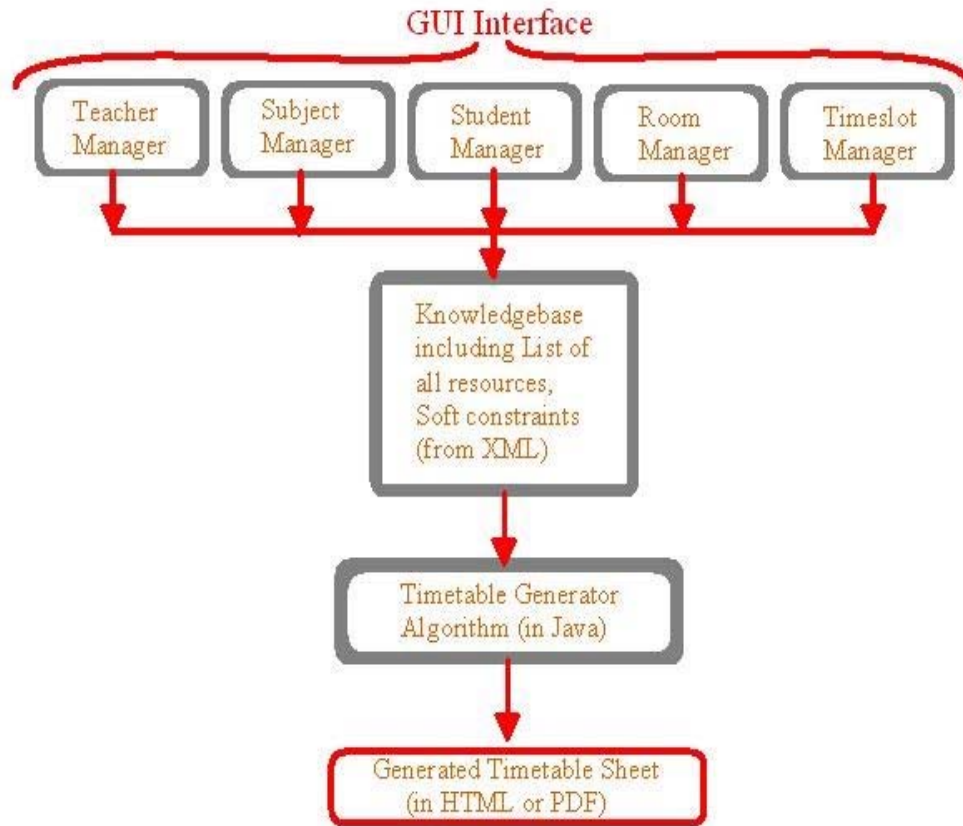 GUI Interface
Teacher
Manager
Subject
Manager
Student
Manager
Room
Manager
Timeslot
Manager
Knowledgebase
including List of
all resources,
Soft constraints
(from XML)
Timetable Generator
Algorithm (in Java)
Generated Timetable Sheet
(in HTML or PDF)